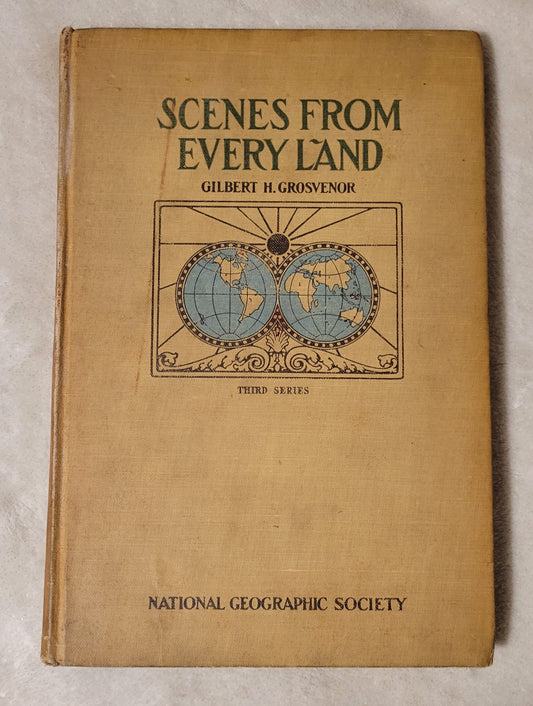 SCENES FROM
EVERY LAND
GILBERT H. GROSVENOR
THIRD SERIES
NATIONAL GEOGRAPHIC SOCIETY